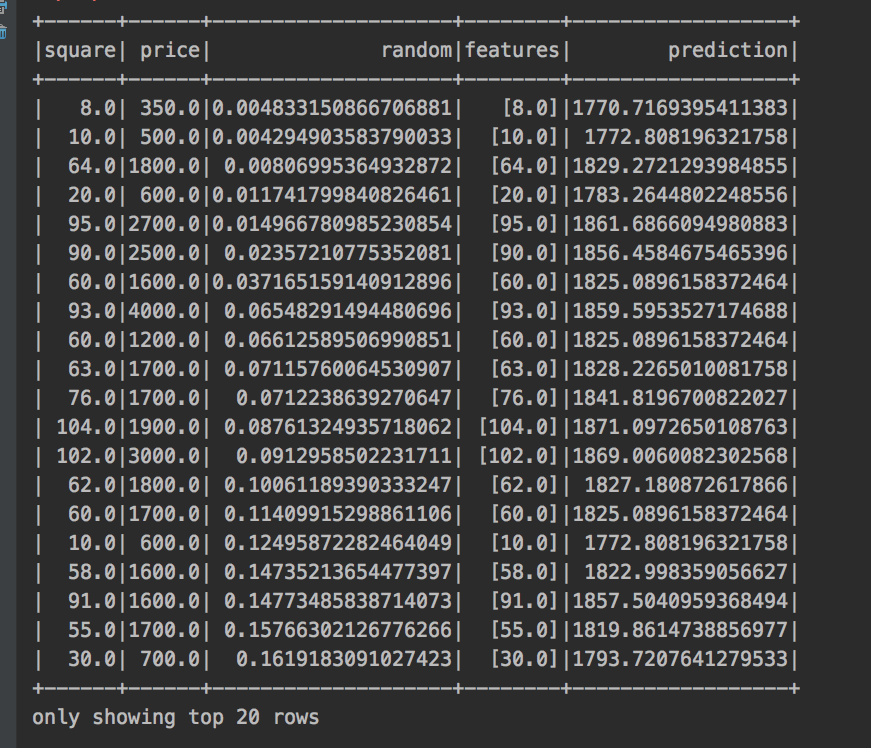 +------+------+--------------------+--------+------------------+
|square| price|              random|features|        prediction|
+------+------+--------------------+--------+------------------+
|   8.0| 350.0|0.004833150866706881|   [8.0]|1770.7169395411383|
|  10.0| 500.0|0.004294903583790033|  [10.0]| 1772.808196321758|
|  64.0|1800.0| 0.00806995364932872|  [64.0]|1829.2721293984855|
|  20.0| 600.0|0.011741799840826461|  [20.0]|1783.2644802248556|
|  95.0|2700.0|0.014966780985230854|  [95.0]|1861.6866094980883|
|  90.0|2500.0| 0.02357210775352081|  [90.0]|1856.4584675465396|
|  60.0|1600.0|0.037165159140912896|  [60.0]|1825.0896158372464|
|  93.0|4000.0| 0.06548291494480696|  [93.0]|1859.5953527174688|
|  60.0|1200.0| 0.06612589506990851|  [60.0]|1825.0896158372464|
|  63.0|1700.0| 0.07115760064530907|  [63.0]|1828.2265010081758|
|  76.0|1700.0|  0.0712238639270647|  [76.0]|1841.8196700822027|
| 104.0|1900.0| 0.08761324935718062| [104.0]|1871.0972650108763|
| 102.0|3000.0|  0.0912958502231711| [102.0]|1869.0060082302568|
|  62.0|1800.0| 0.10061189390333247|  [62.0]| 1827.180872617866|
|  60.0|1700.0| 0.11409915298861106|  [60.0]|1825.0896158372464|
|  10.0| 600.0| 0.12495872282464049|  [10.0]| 1772.808196321758|
|  58.0|1600.0| 0.14735213654477397|  [58.0]| 1822.998359056627|
|  91.0|1600.0| 0.14773485838714073|  [91.0]|1857.5040959368494|
|  55.0|1700.0| 0.15766302126776266|  [55.0]|1819.8614738856977|
|  30.0| 700.0|  0.1619183091027423|  [30.0]|1793.7207641279533|
+------+------+--------------------+--------+------------------+
only showing top 20 rows